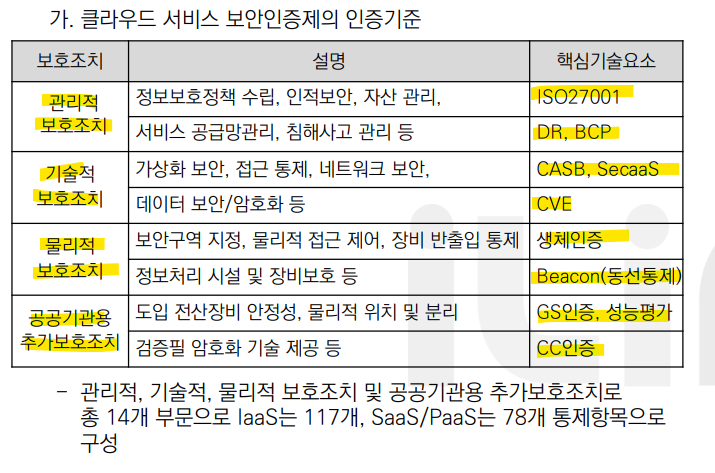 가. 클라우드 서비스 보안인증제의 인증기준
보호조치 설명 핵심기술요소
관리적 보호조치 정보보호정책 수립, 인적보안, 자산 관리, ISO27001
서비스 공급망관리, 침해사고 관리 등 DR, BCP
기술적 보호조치 가상화 보안, 접근 통제, 네트워크 보안, CASB, SecaaS
데이터 보안/암호화 등 CVE
물리적 보호조치 보안구역 지정, 물리적 접근 제어, 장비 반출입 통제 생체인증
정보처리 시설 및 장비보호 등 Beacon(동선통제)
공공기관용 추가보호조치 도입 전산장비 안정성, 물리적 위치 및 분리 GS인증, 성능평가
검증필 암호화 기술 제공 등 CC인증
- 관리적, 기술적, 물리적 보호조치 및 공공기관용 추가보호조치로
총 14개 부문으로 IaaS는 117개, SaaS/PaaS는 78개 통제항목으로
구성